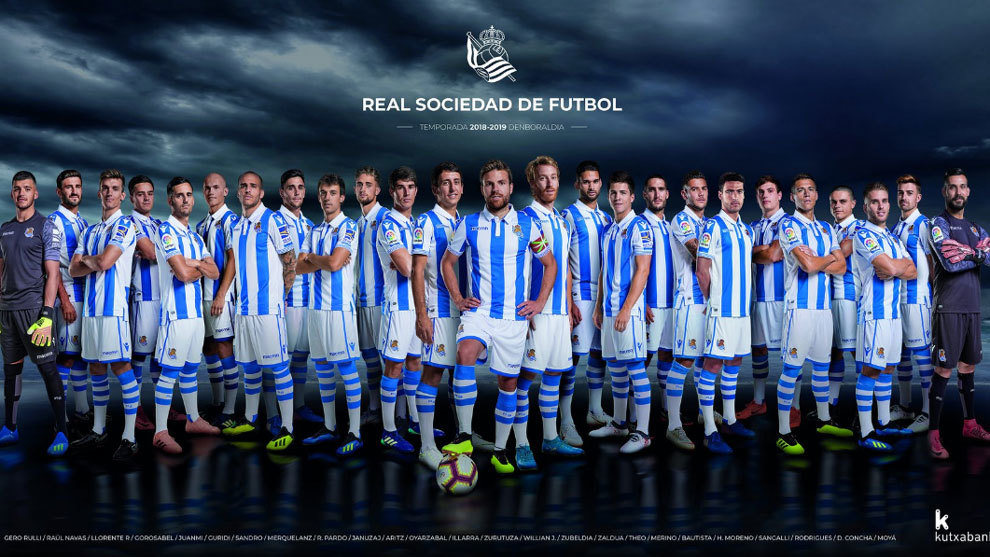 REAL SOCIEDAD DE FUTBOL
TEMPORADA 2018-2019 DENBORALDIA
GERO RULLI / RAÚL NAVAS / LLORENTE R / GOROSABEL / JUANMI / GURIDI / SANDRO / MERQUELANZ / R. PARDO / JANUZAJ / ARITZ / OYARZABAL / ILLARRA / ZURUTUZA / WILLIAN J. / ZUBELDIA / ZALDUA / THEO / MERINO / BAUTISTA / H. MORENO / SANGALLI / RODRIGUES / D. CONCHA / MOYÁ
k
kutxabank